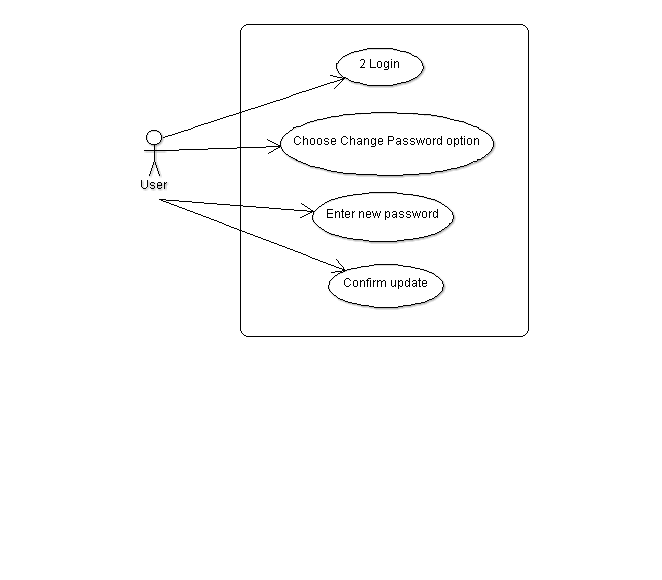 2 Login
Choose Change Password option
User
Enter new password
Confirm update